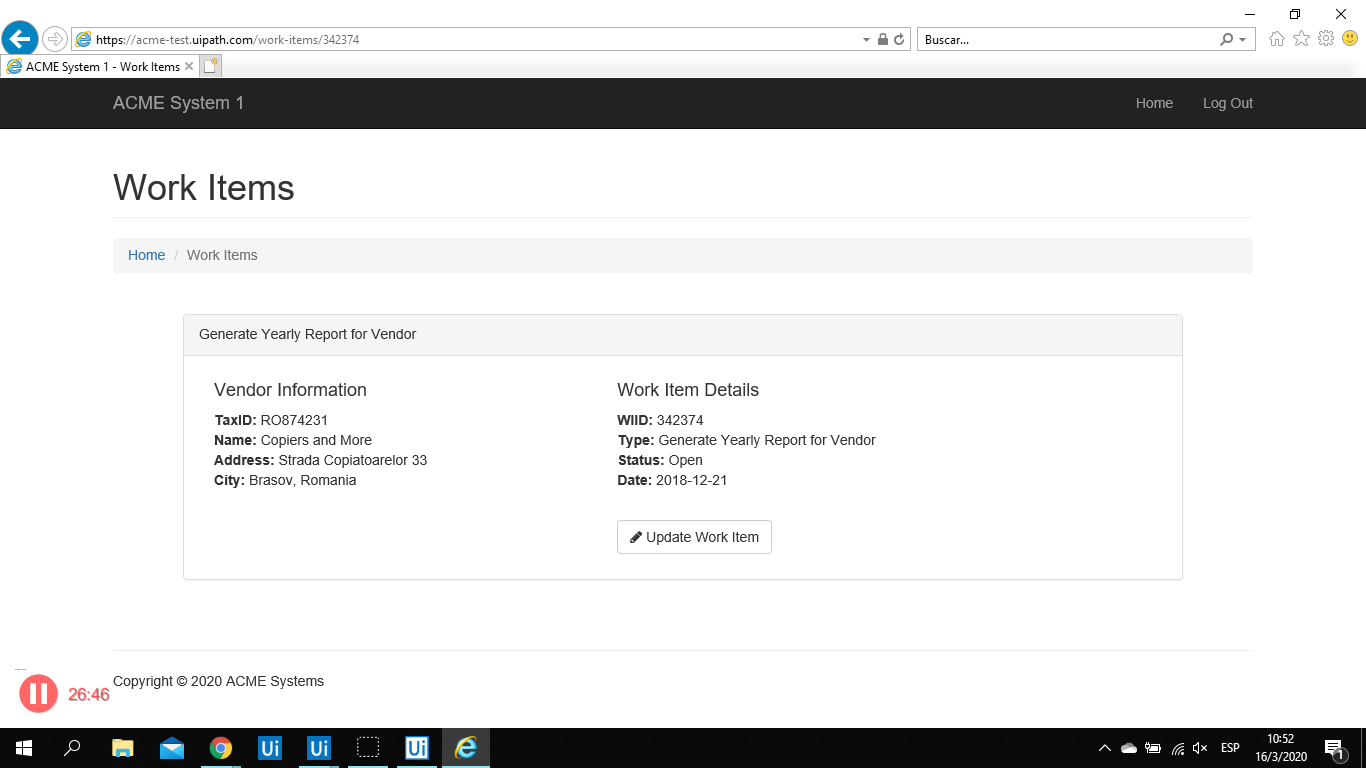 https://acme-test.uipath.com/work-items/342374
Buscar...
ACME System 1 - Work Items
ACME System 1
Home
Log Out
Work Items
Home / Work Items
Generate Yearly Report for Vendor
Vendor Information
TaxID: RO874231
Name: Copiers and More
Address: Strada Copiatoarelor 33
City: Brasov, Romania
Work Item Details
WIID: 342374
Type: Generate Yearly Report for Vendor
Status: Open
Date: 2018-12-21
Update Work Item
Copyright © 2020 ACME Systems
26:46
Ui
Ui
Ui
ESP
10:52
16/3/2020
1